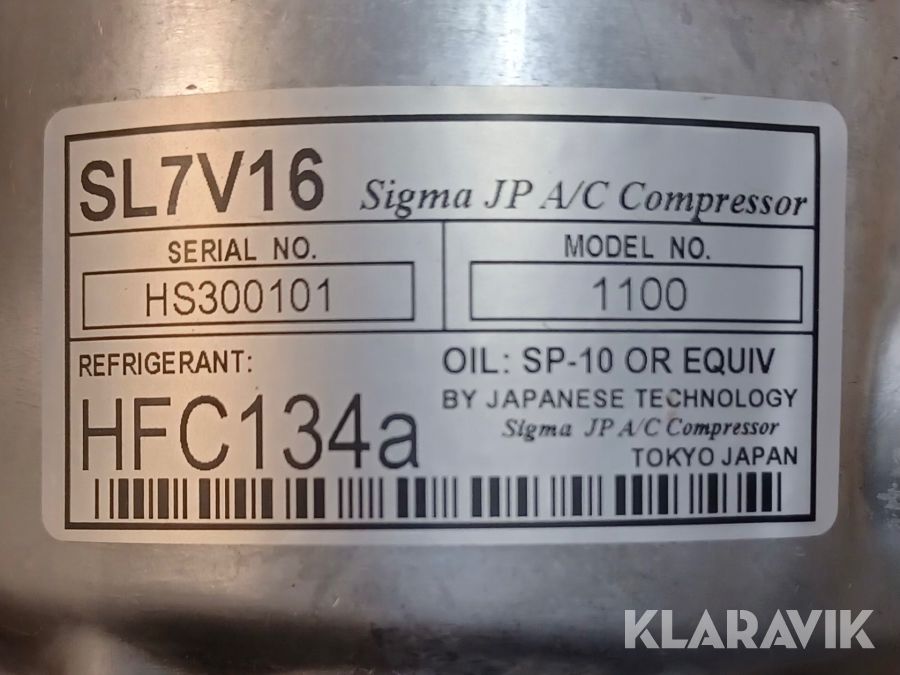 SL7V16 Sigma JP A/C Compressor
SERIAL NO. MODEL NO.
HS300101 1100
REFRIGERANT: OIL: SP-10 OR EQUIV
HFC134a BY JAPANESE TECHNOLOGY
Sigma JP A/C Compressor
TOKYO JAPAN
KLARAVIK